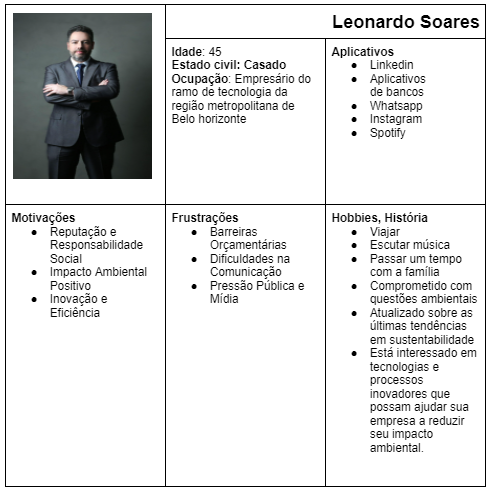 Leonardo Soares
Idade: 45
Estado civil: Casado
Ocupação: Empresário do
ramo de tecnologia da
região metropolitana de
Belo horizonte
Aplicativos
● Linkedin
● Aplicativos
de bancos
● Whatsapp
● Instagram
● Spotify
Motivações
● Reputação e
Responsabilidade
Social
● Impacto Ambiental
Positivo
● Inovação e
Eficiência
Frustrações
● Barreiras
Orçamentárias
● Dificuldades na
Comunicação
● Pressão Pública e
Mídia
Hobbies, História
● Viajar
● Escutar música
● Passar um tempo
com a família
● Comprometido com
questões ambientais
● Atualizado sobre as
últimas tendências
em sustentabilidade
● Está interessado em
tecnologias e
processos
inovadores que
possam ajudar sua
empresa a reduzir
seu impacto
ambiental.